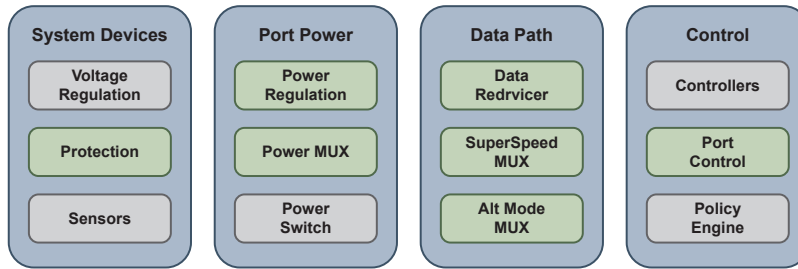 System Devices
Voltage
Regulation
Protection
Sensors
Port Power
Power
Regulation
Power MUX
Power
Switch
Data Path
Data
Redrvicer
SuperSpeed
MUX
Alt Mode
MUX
Control
Controllers
Port
Control
Policy
Engine